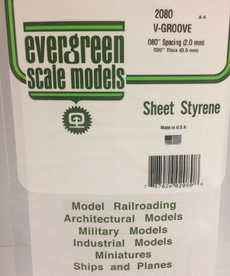 2080 A-6
V-GROOVE
.080" Spacing (2.0 mm)
.020" Thick (0.5 mm)
evergreen
scale models
Sheet Styrene
Made in U.S.A
Model Railroading
Architectural Models
Military Models
Industrial Models
Miniatures
Ships and Planes